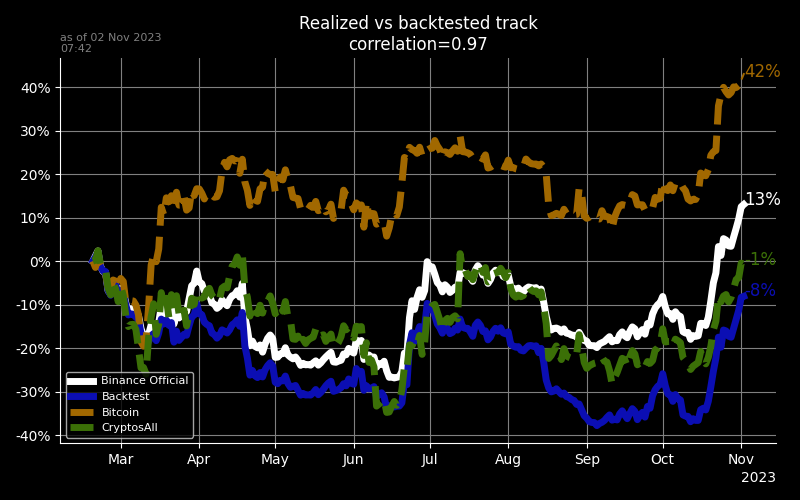 Realized vs backtested track
correlation=0.97
as of 02 Nov 2023
07:42
42%
40%
30%
20%
13%
10%
0%
-1%
-8%
-10%
-20%
-30%
-40%
Binance Official
Backtest
Bitcoin
CryptosAll
Mar Apr May Jun Jul Aug Sep Oct Nov
2023